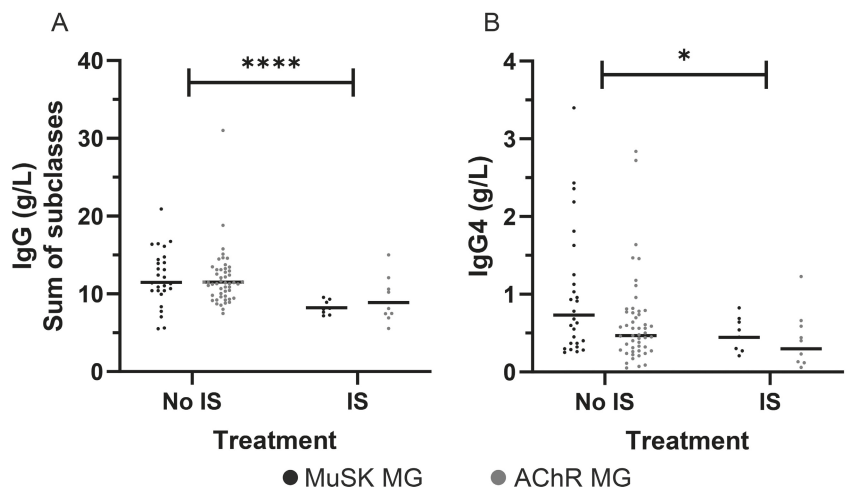 A
B
40
30
20
10
0
IgG (g/L)
Sum of subclasses
****
No IS
IS
Treatment
4
3
2
1
0
IgG4 (g/L)
*
No IS
IS
Treatment
MuSK MG
AChR MG